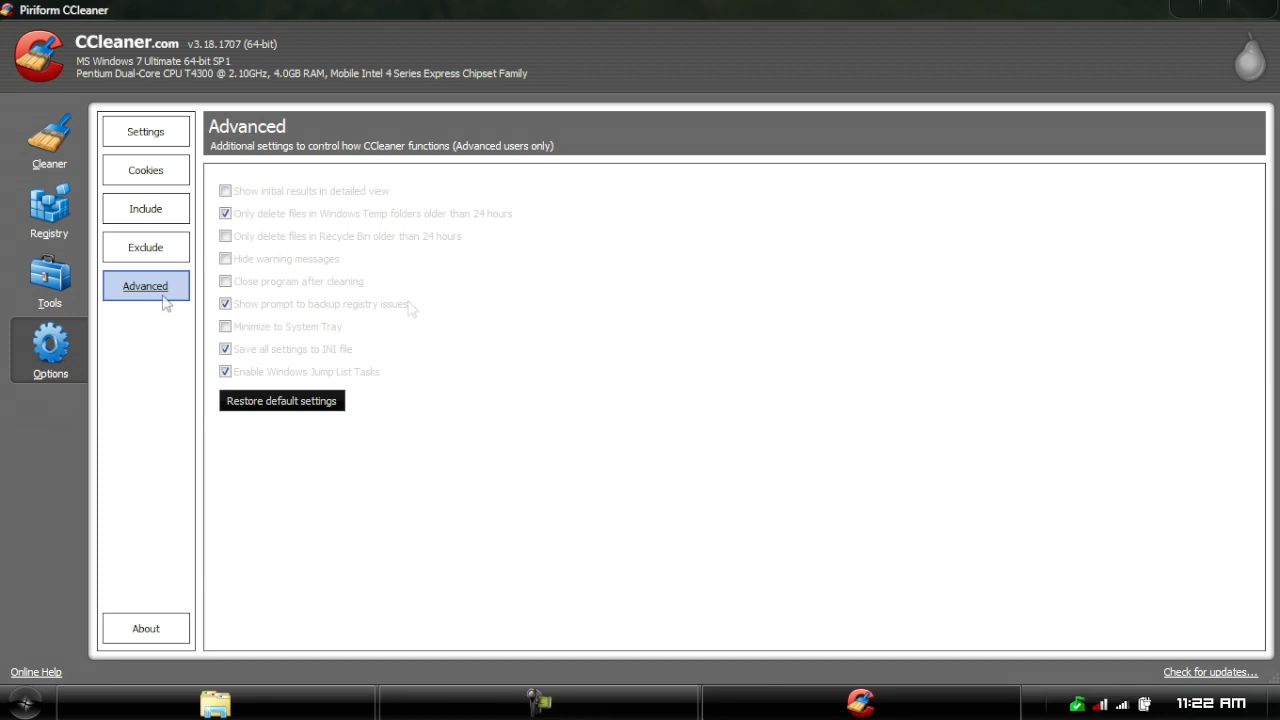 Piriform CCleaner
CCleaner.com v3.18.1707 (64-bit)
MS Windows 7 Ultimate 64-bit SP1
Pentium Dual-Core CPU T4300 @ 2.10GHz, 4.0GB RAM, Mobile Intel 4 Series Express Chipset Family
Cleaner
Registry
Tools
Options
Settings
Cookies
Include
Exclude
Advanced
About
Advanced
Additional settings to control how CCleaner functions (Advanced users only)
Show initial results in detailed view
Only delete files in Windows Temp folders older than 24 hours
Only delete files in Recycle Bin older than 24 hours
Hide warning messages
Close program after cleaning
Show prompt to backup registry issues
Minimize to System Tray
Save all settings to INI file
Enable Windows Jump List Tasks
Restore default settings
Online Help
Check for updates...
11:22 AM